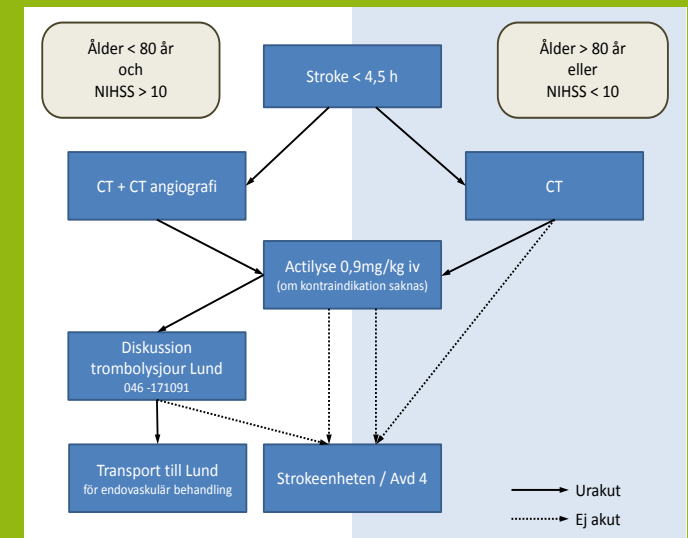 Ålder < 80 år
och
NIHSS > 10
Stroke < 4,5 h
Ålder > 80 år
eller
NIHSS < 10
CT + CT angiografi
CT
Actilyse 0,9mg/kg iv
(om kontraindikation saknas)
Diskussion
trombolysjour Lund
046 -171091
Transport till Lund
för endovaskulär behandling
Strokeenheten / Avd 4
Urakut
Ej akut